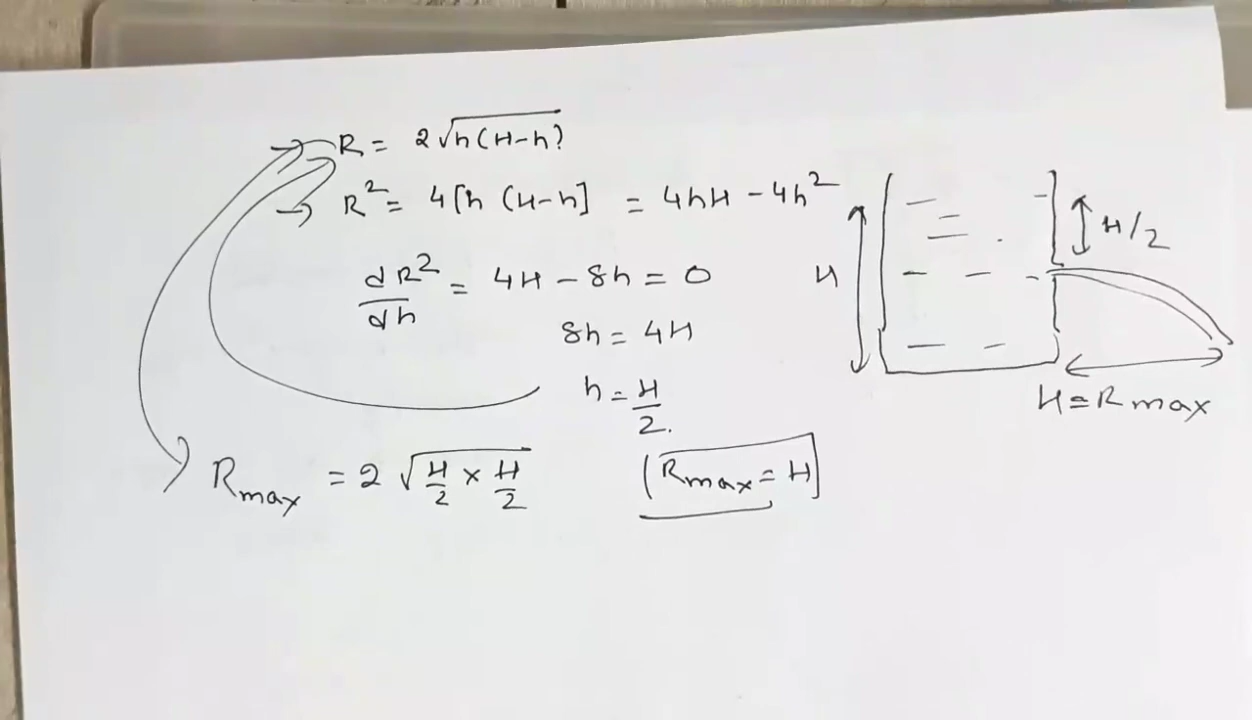 R = 2√h(H-h)
R² = 4[h (H-h] = 4hH - 4h²
dR²/dh = 4H - 8h = 0
8h = 4H
h = H/2.
Rmax = 2 √H/2 × H/2
(Rmax = H]
H
H/2
H = Rmax